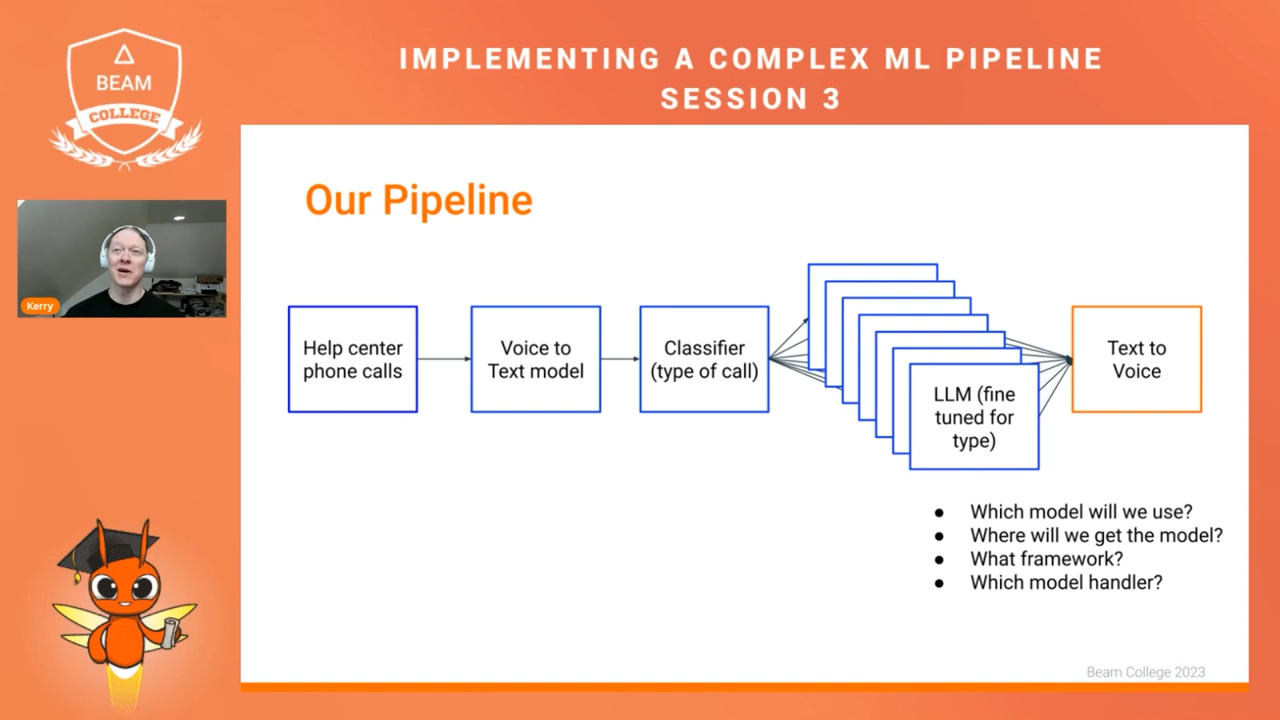 BEAM
COLLEGE
IMPLEMENTING A COMPLEX ML PIPELINE
SESSION 3
Kerry
Our Pipeline
Help center
phone calls
Voice to
Text model
Classifier
(type of call)
LLM (fine
tuned for
type)
Text to
Voice
● Which model will we use?
● Where will we get the model?
● What framework?
● Which model handler?
Beam College 2023